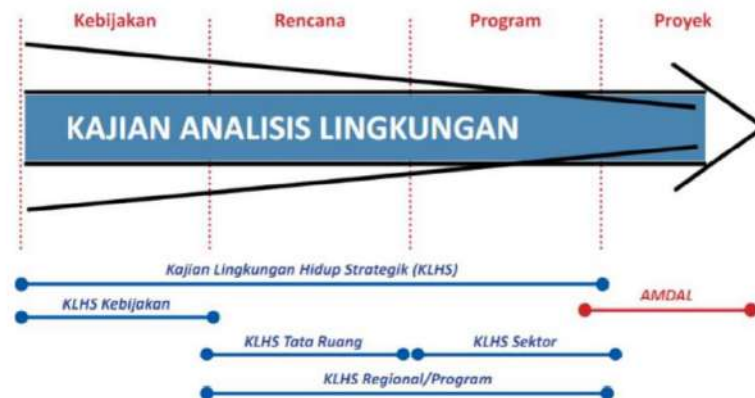 Kebijakan Rencana Program Proyek
KAJIAN ANALISIS LINGKUNGAN
Kajian Lingkungan Hidup Strategik (KLHS)
KLHS Kebijakan
AMDAL
KLHS Tata Ruang
KLHS Sektor
KLHS Regional/Program